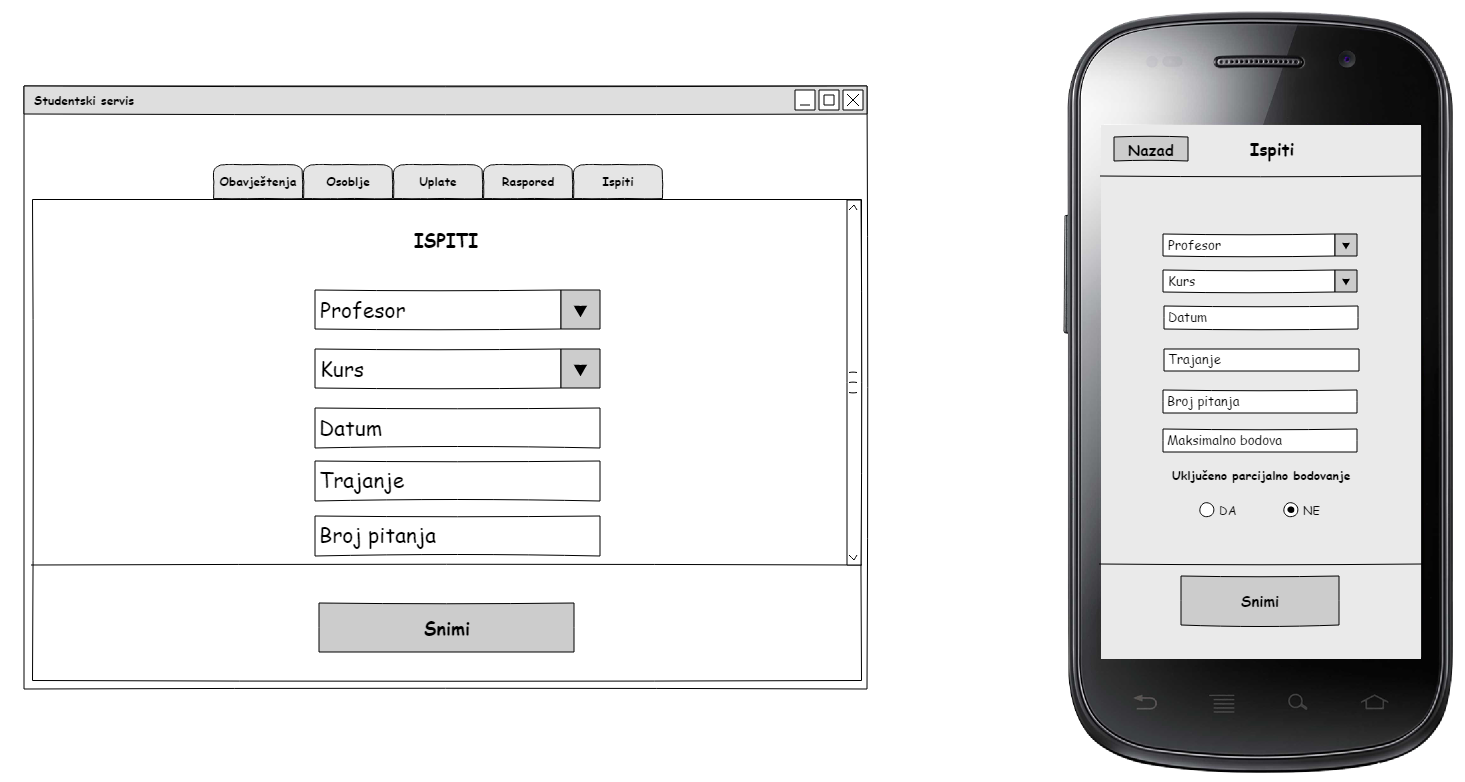 Studentski servis
Obavještenja Osoblje Uplate Raspored Ispiti
ISPITI
Profesor
Kurs
Datum
Trajanje
Broj pitanja
Snimi
Nazad Ispiti
Profesor
Kurs
Datum
Trajanje
Broj pitanja
Maksimalno bodova
Uključeno parcijalno bodovanje
DA NE
Snimi